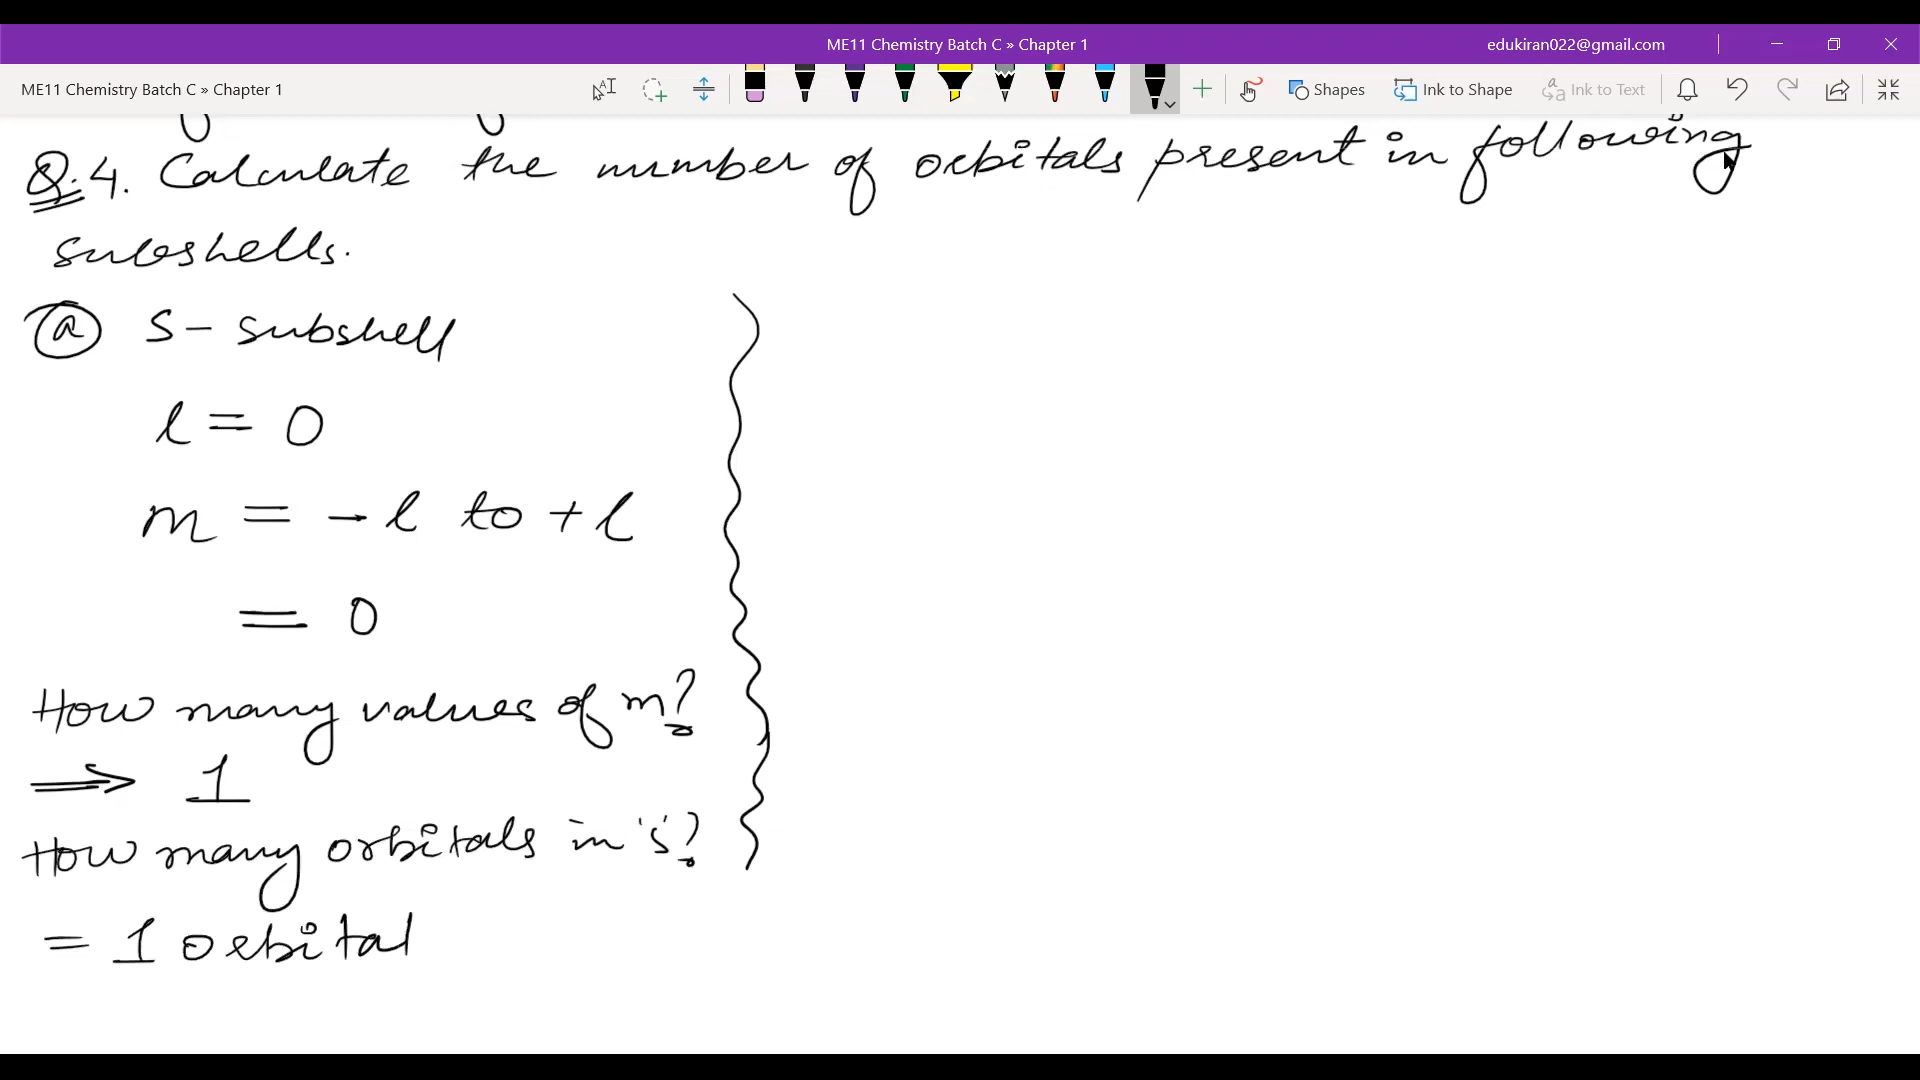 ME11 Chemistry Batch C » Chapter 1
edukiran022@gmail.com
ME11 Chemistry Batch C » Chapter 1
Shapes
Ink to Shape
Ink to Text
Q.4. Calculate the number of orbitals present in following
subshells.
(a) s- subshell
l = 0
m = -l to +l
= 0
How many values of m?
⟹ 1
How many orbitals in 's'?
= 1 orbital